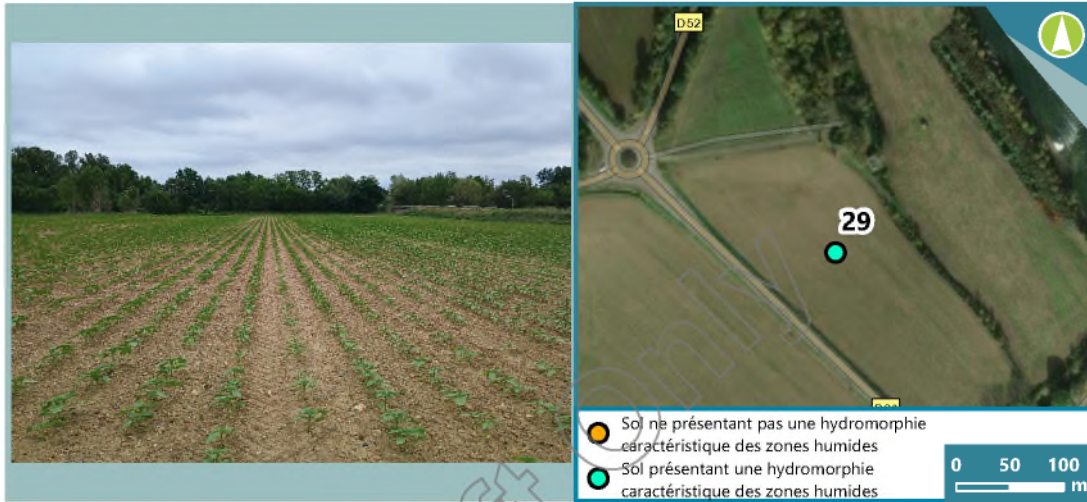 D52
29
Sol ne présentant pas une hydromorphie
caractéristique des zones humides
Sol présentant une hydromorphie
caractéristique des zones humides
0 50 100
m